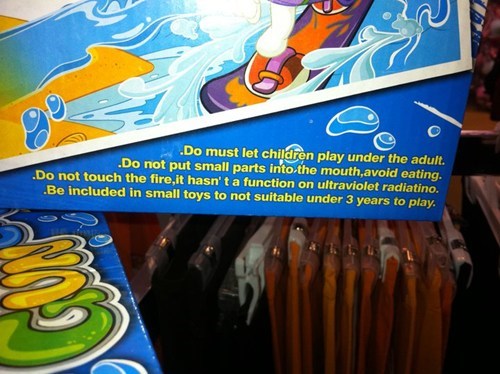 .Do must let children play under the adult.
.Do not put small parts into the mouth,avoid eating.
.Do not touch the fire,it hasn't a function on ultraviolet radiatino.
.Be included in small toys to not suitable under 3 years to play.